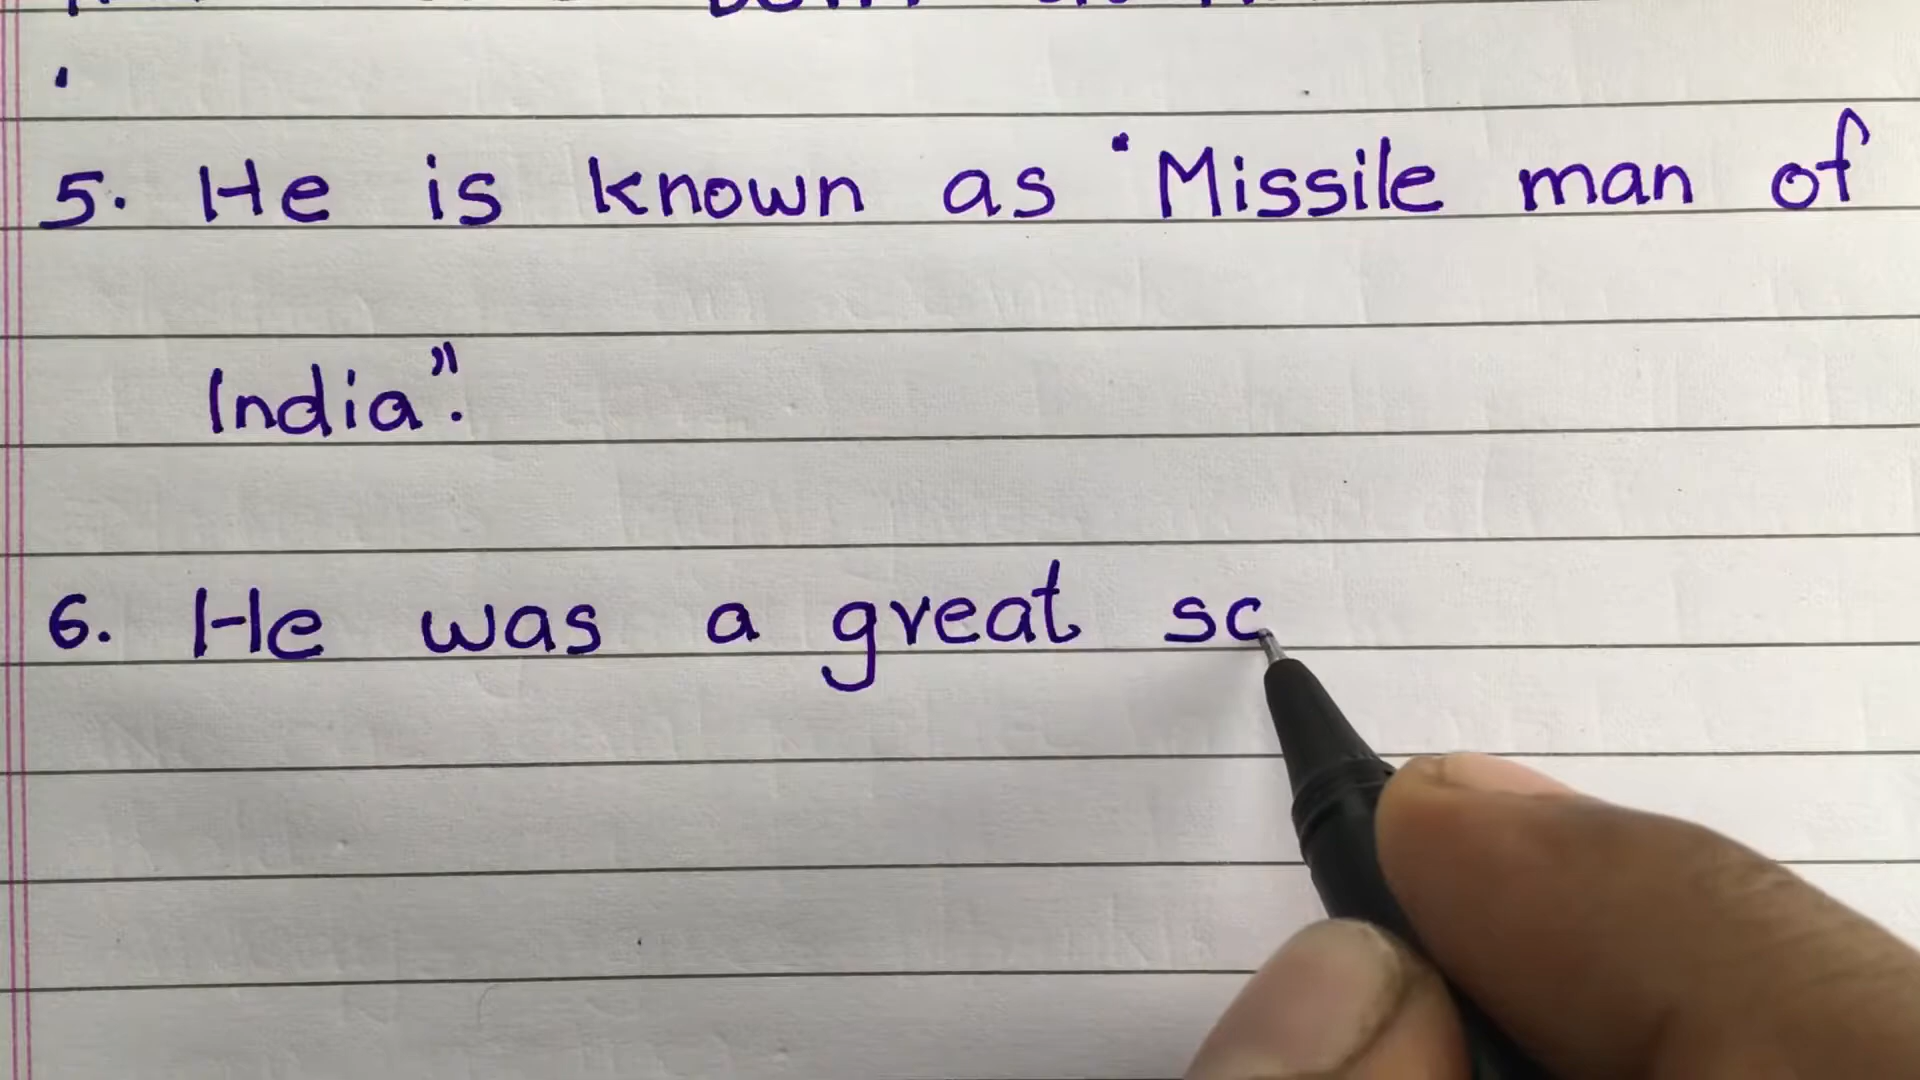 5. He is known as "Missile man of
India".
6. He was a great sc